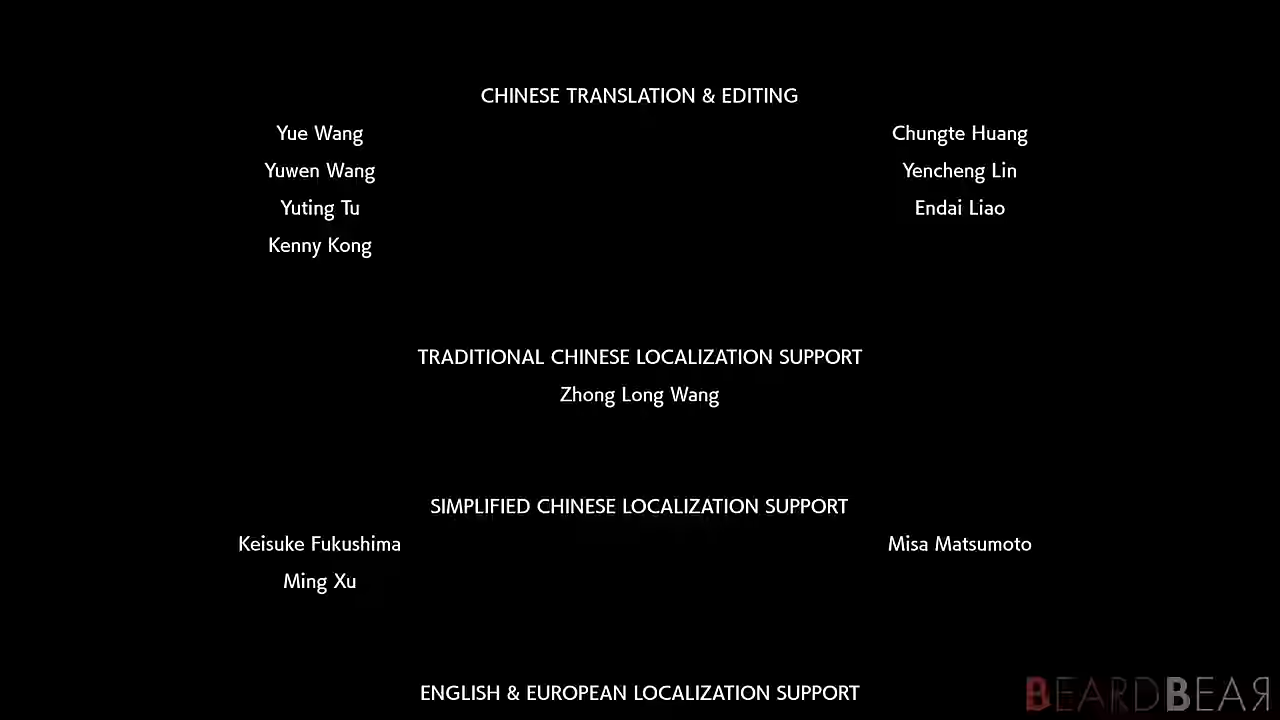 CHINESE TRANSLATION & EDITING
Yue Wang Chungte Huang
Yuwen Wang Yencheng Lin
Yuting Tu Endai Liao
Kenny Kong
TRADITIONAL CHINESE LOCALIZATION SUPPORT
Zhong Long Wang
SIMPLIFIED CHINESE LOCALIZATION SUPPORT
Keisuke Fukushima Misa Matsumoto
Ming Xu
ENGLISH & EUROPEAN LOCALIZATION SUPPORT
BEARDBEAR